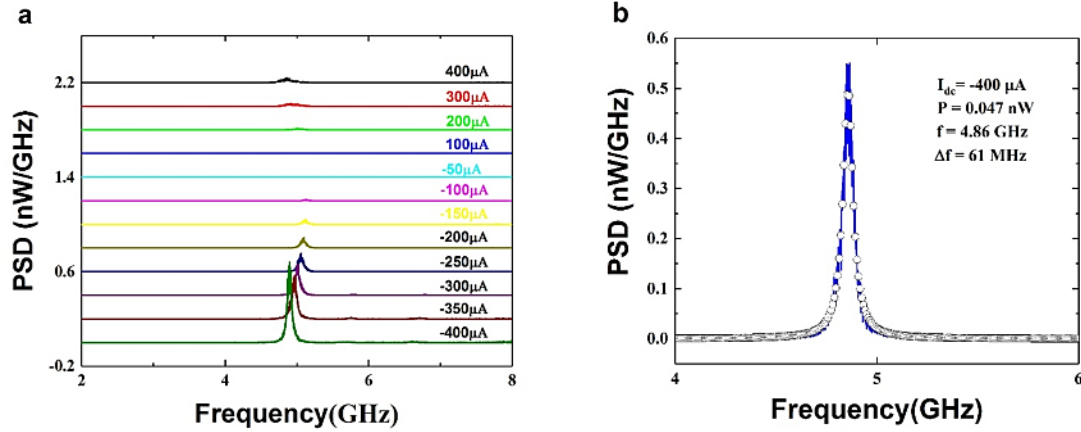 a
PSD (nW/GHz)
2.2
1.4
0.6
-0.2
400μA
300μA
200μA
100μA
-50μA
-100μA
-150μA
-200μA
-250μA
-300μA
-350μA
-400μA
2
4
6
8
Frequency(GHz)
b
PSD (nW/GHz)
0.6
0.5
0.4
0.3
0.2
0.1
0.0
I_dc= -400 μA
P = 0.047 nW
f = 4.86 GHz
Δf = 61 MHz
4
5
6
Frequency(GHz)